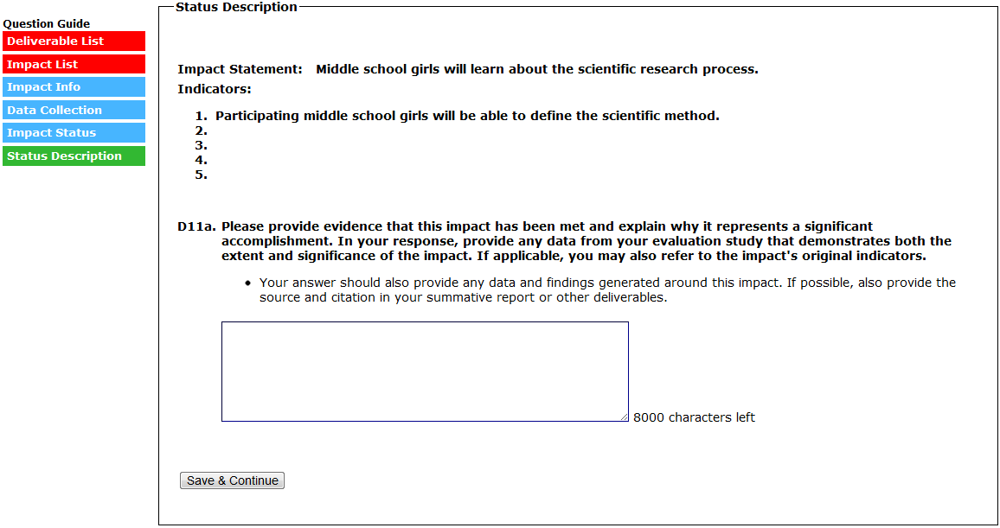 Status Description
Question Guide
Deliverable List
Impact List
Impact Info
Data Collection
Impact Status
Status Description
Impact Statement: Middle school girls will learn about the scientific research process.
Indicators:
1. Participating middle school girls will be able to define the scientific method.
2.
3.
4.
5.
D11a. Please provide evidence that this impact has been met and explain why it represents a significant
accomplishment. In your response, provide any data from your evaluation study that demonstrates both the
extent and significance of the impact. If applicable, you may also refer to the impact's original indicators.
• Your answer should also provide any data and findings generated around this impact. If possible, also provide the
source and citation in your summative report or other deliverables.
8000 characters left
Save & Continue